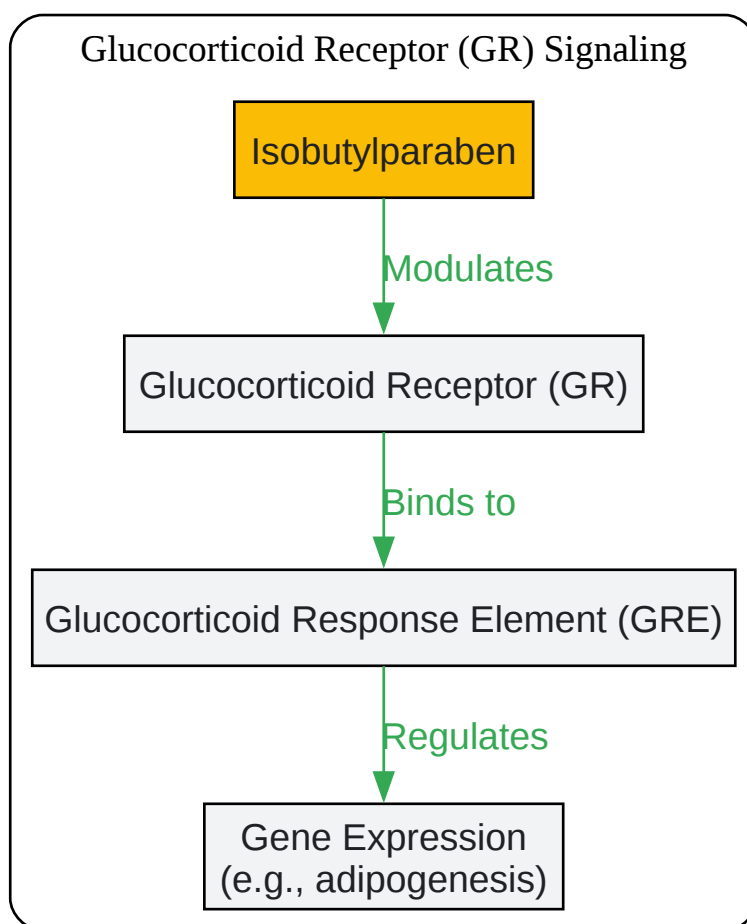 Glucocorticoid Receptor (GR) Signaling
Isobutylparaben
Modulates
Glucocorticoid Receptor (GR)
Binds to
Glucocorticoid Response Element (GRE)
Regulates
Gene Expression
(e.g., adipogenesis)